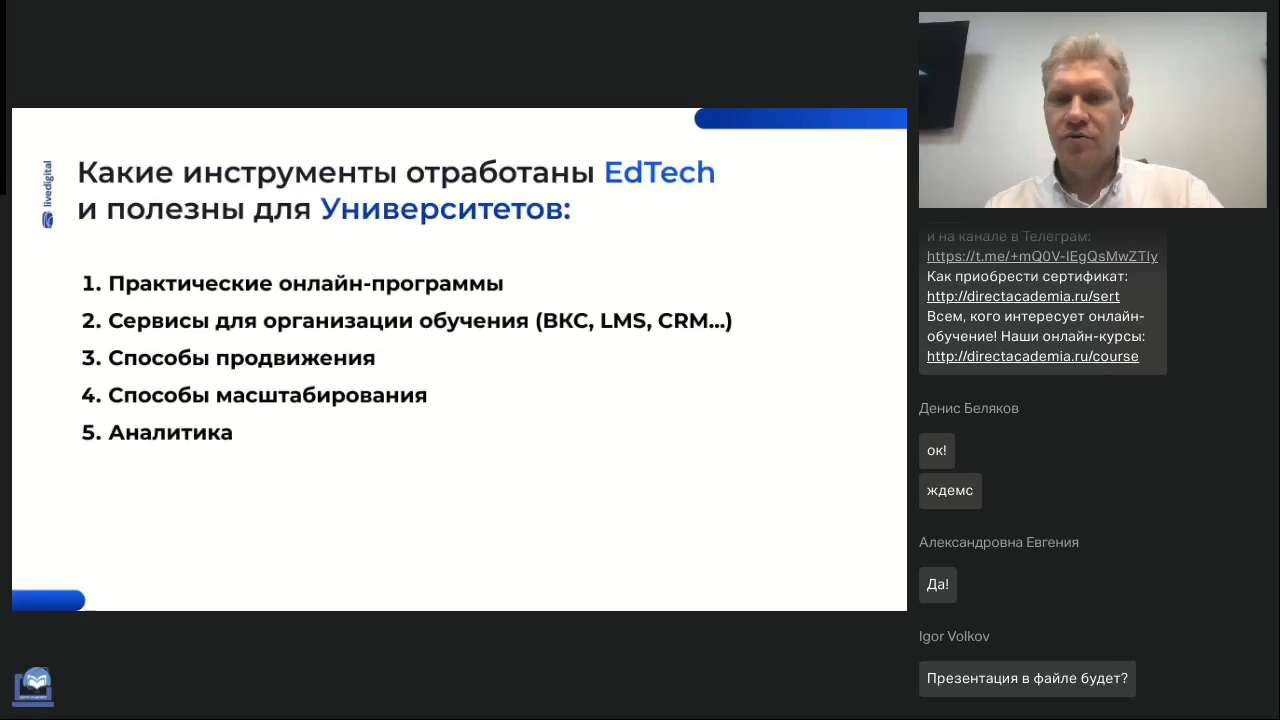 livedigital
Какие инструменты отработаны EdTech
и полезны для Университетов:
1. Практические онлайн-программы
2. Сервисы для организации обучения (ВКС, LMS, CRM...)
3. Способы продвижения
4. Способы масштабирования
5. Аналитика
и на канале в Телеграм:
https://t.me/+mQ0V-IEgQsMwZTIy
Как приобрести сертификат:
http://directacademia.ru/sert
Всем, кого интересует онлайн-
обучение! Наши онлайн-курсы:
http://directacademia.ru/course
Денис Беляков
ок!
ждемс
Александровна Евгения
Да!
Igor Volkov
Презентация в файле будет?